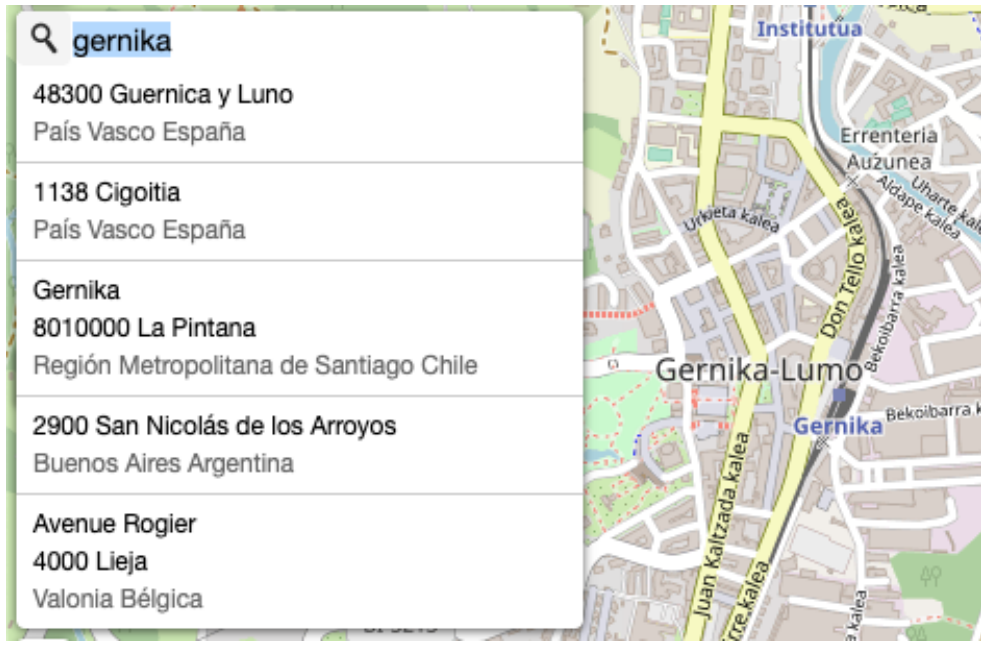 gernika
48300 Guernica y Luno
País Vasco España
1138 Cigoitia
País Vasco España
Gernika
8010000 La Pintana
Región Metropolitana de Santiago Chile
2900 San Nicolás de los Arroyos
Buenos Aires Argentina
Avenue Rogier
4000 Lieja
Valonia Bélgica
Institutua
Errenteria
Auzunea
Aldape kalea
Uharte kalea
Urkieta kalea
Don Tello kalea
Bekoibarra kalea
Gernika-Lumo
Bekoibarra
Gernika
Juan Kaltzada kalea
kalea
kalea